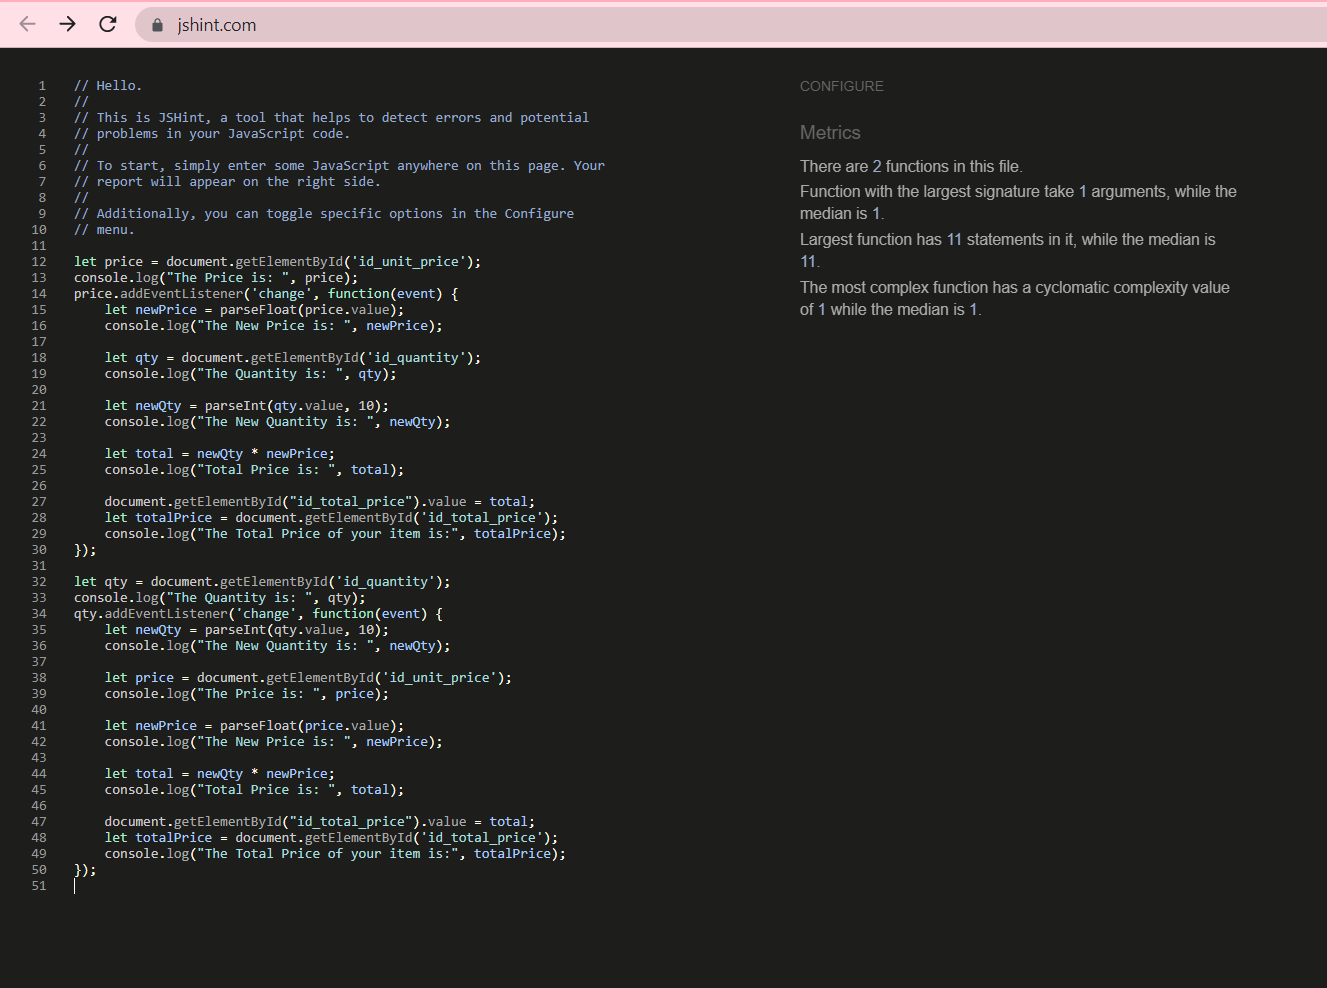 jshint.com
1 // Hello.
2 //
3 // This is JSHint, a tool that helps to detect errors and potential
4 // problems in your JavaScript code.
5 //
6 // To start, simply enter some JavaScript anywhere on this page. Your
7 // report will appear on the right side.
8 //
9 // Additionally, you can toggle specific options in the Configure
10 // menu.
11
12 let price = document.getElementById('id_unit_price');
13 console.log("The Price is: ", price);
14 price.addEventListener('change', function(event) {
15     let newPrice = parseFloat(price.value);
16     console.log("The New Price is: ", newPrice);
17
18     let qty = document.getElementById('id_quantity');
19     console.log("The Quantity is: ", qty);
20
21     let newQty = parseInt(qty.value, 10);
22     console.log("The New Quantity is: ", newQty);
23
24     let total = newQty * newPrice;
25     console.log("Total Price is: ", total);
26
27     document.getElementById("id_total_price").value = total;
28     let totalPrice = document.getElementById('id_total_price');
29     console.log("The Total Price of your item is:", totalPrice);
30 });
31
32 let qty = document.getElementById('id_quantity');
33 console.log("The Quantity is: ", qty);
34 qty.addEventListener('change', function(event) {
35     let newQty = parseInt(qty.value, 10);
36     console.log("The New Quantity is: ", newQty);
37
38     let price = document.getElementById('id_unit_price');
39     console.log("The Price is: ", price);
40
41     let newPrice = parseFloat(price.value);
42     console.log("The New Price is: ", newPrice);
43
44     let total = newQty * newPrice;
45     console.log("Total Price is: ", total);
46
47     document.getElementById("id_total_price").value = total;
48     let totalPrice = document.getElementById('id_total_price');
49     console.log("The Total Price of your item is:", totalPrice);
50 });
51
CONFIGURE
Metrics
There are 2 functions in this file.
Function with the largest signature take 1 arguments, while the
median is 1.
Largest function has 11 statements in it, while the median is
11.
The most complex function has a cyclomatic complexity value
of 1 while the median is 1.